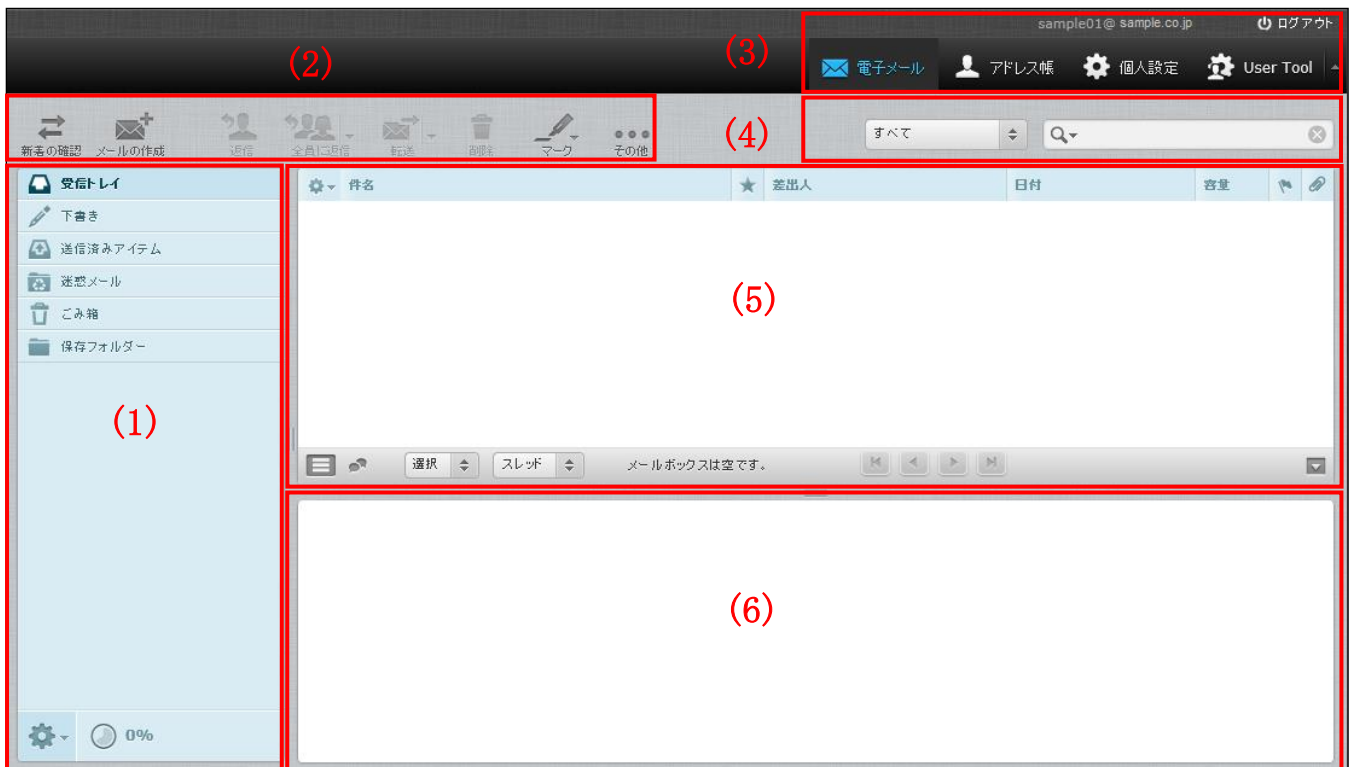 sample01@ sample.co.jp ログアウト
(2)
(3)
電子メール アドレス帳 個人設定 User Tool
新着の確認 メールの作成 返信 全員に返信 転送 削除 マーク その他
(4)
すべて
受信トレイ
下書き
送信済みアイテム
迷惑メール
ごみ箱
保存フォルダー
(1)
0%
件名 差出人 日付 容量
(5)
選択 スレッド メールボックスは空です。
(6)